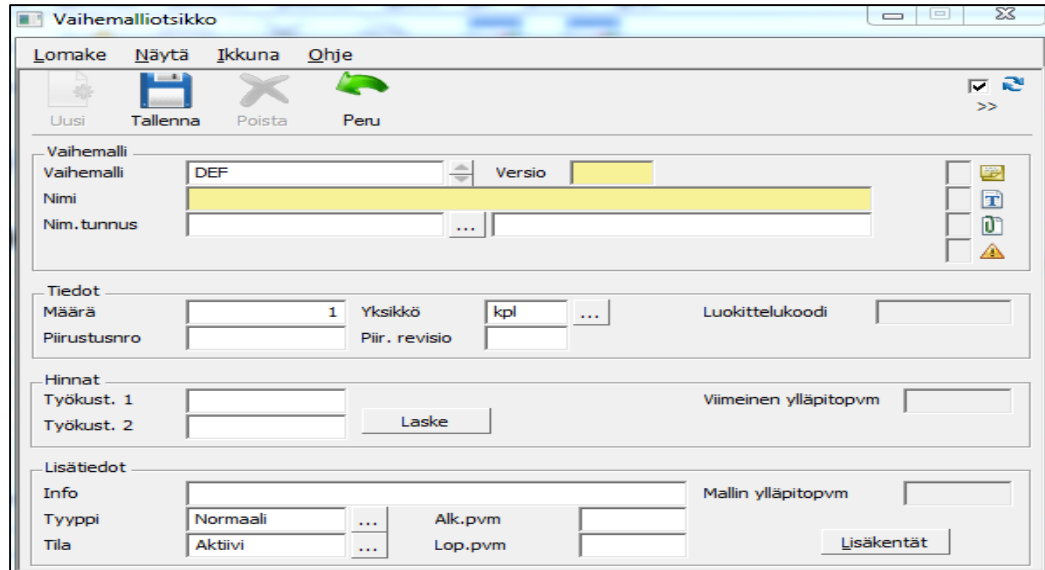 Vaihemalliotsikko
Lomake Näytä Ikkuna Ohje
Uusi Tallenna Poista Peru >>
Vaihemalli
Vaihemalli DEF Versio
Nimi
Nim.tunnus ...
Tiedot
Määrä 1 Yksikkö kpl ... Luokittelukoodi
Piirustusnro Piir. revisio
Hinnat
Työkust. 1 Viimeinen ylläpitopvm
Työkust. 2 Laske
Lisätiedot
Info Mallin ylläpitopvm
Tyyppi Normaali ... Alk.pvm
Tila Aktiivi ... Lop.pvm Lisäkentät